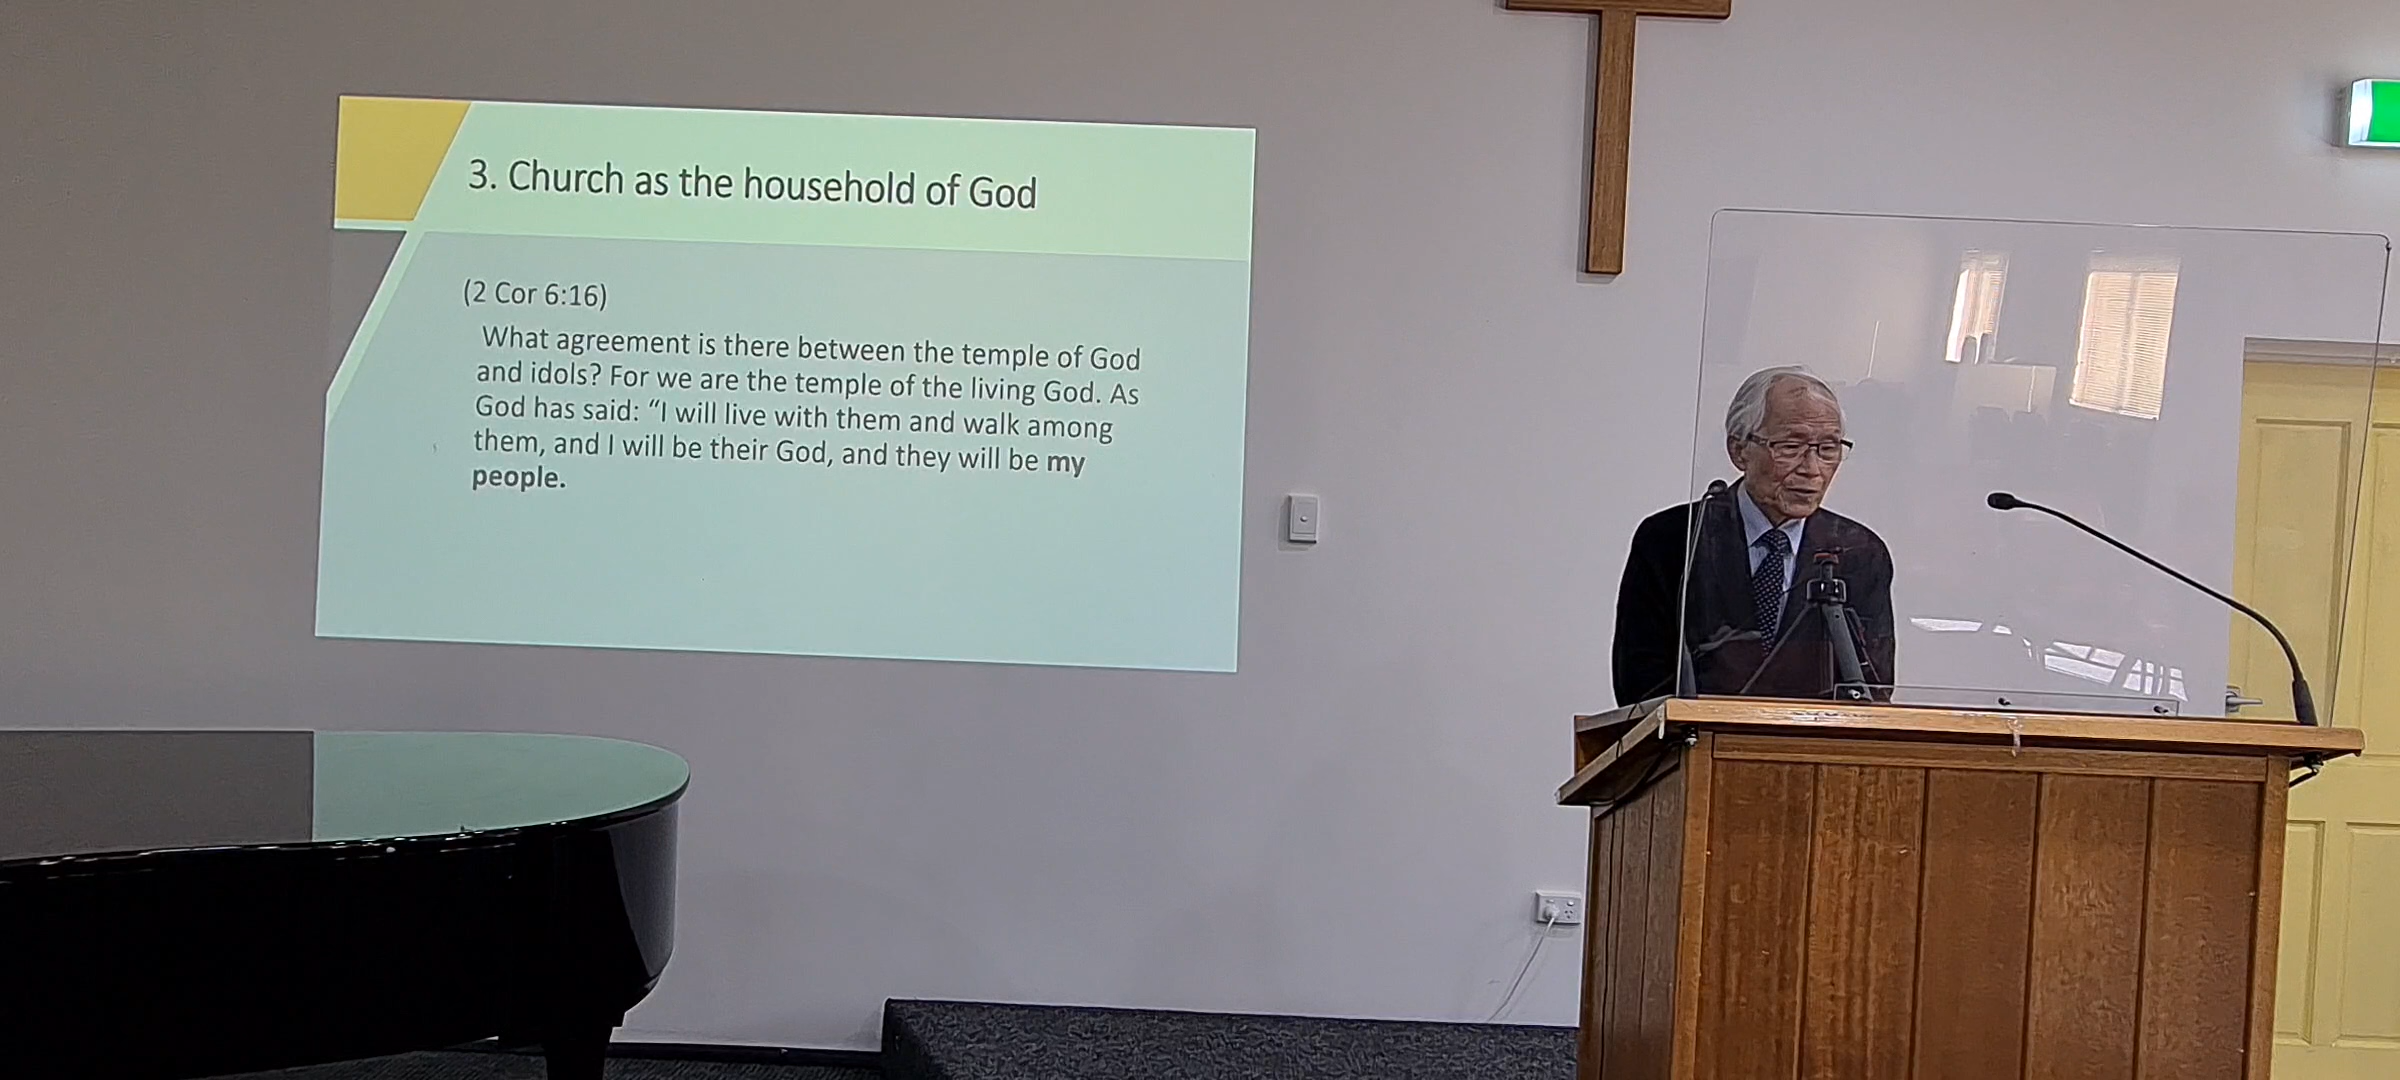 3. Church as the household of God
(2 Cor 6:16)
What agreement is there between the temple of God
and idols? For we are the temple of the living God. As
God has said: “I will live with them and walk among
them, and I will be their God, and they will be my
people.